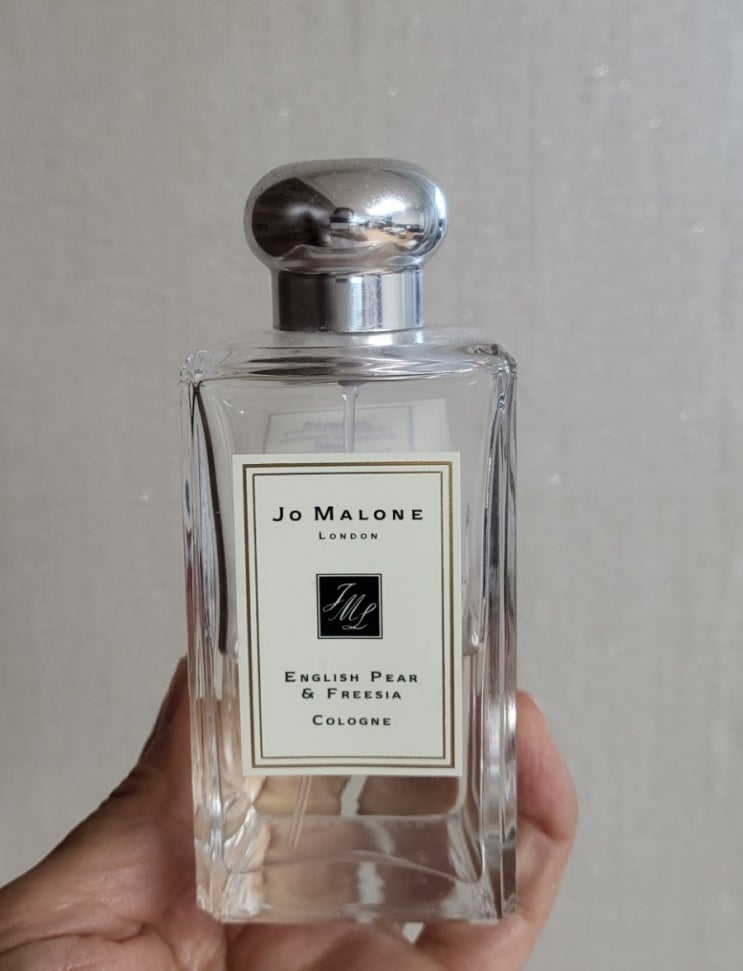 Jo Malone
London
JML
English Pear
& Freesia
Cologne